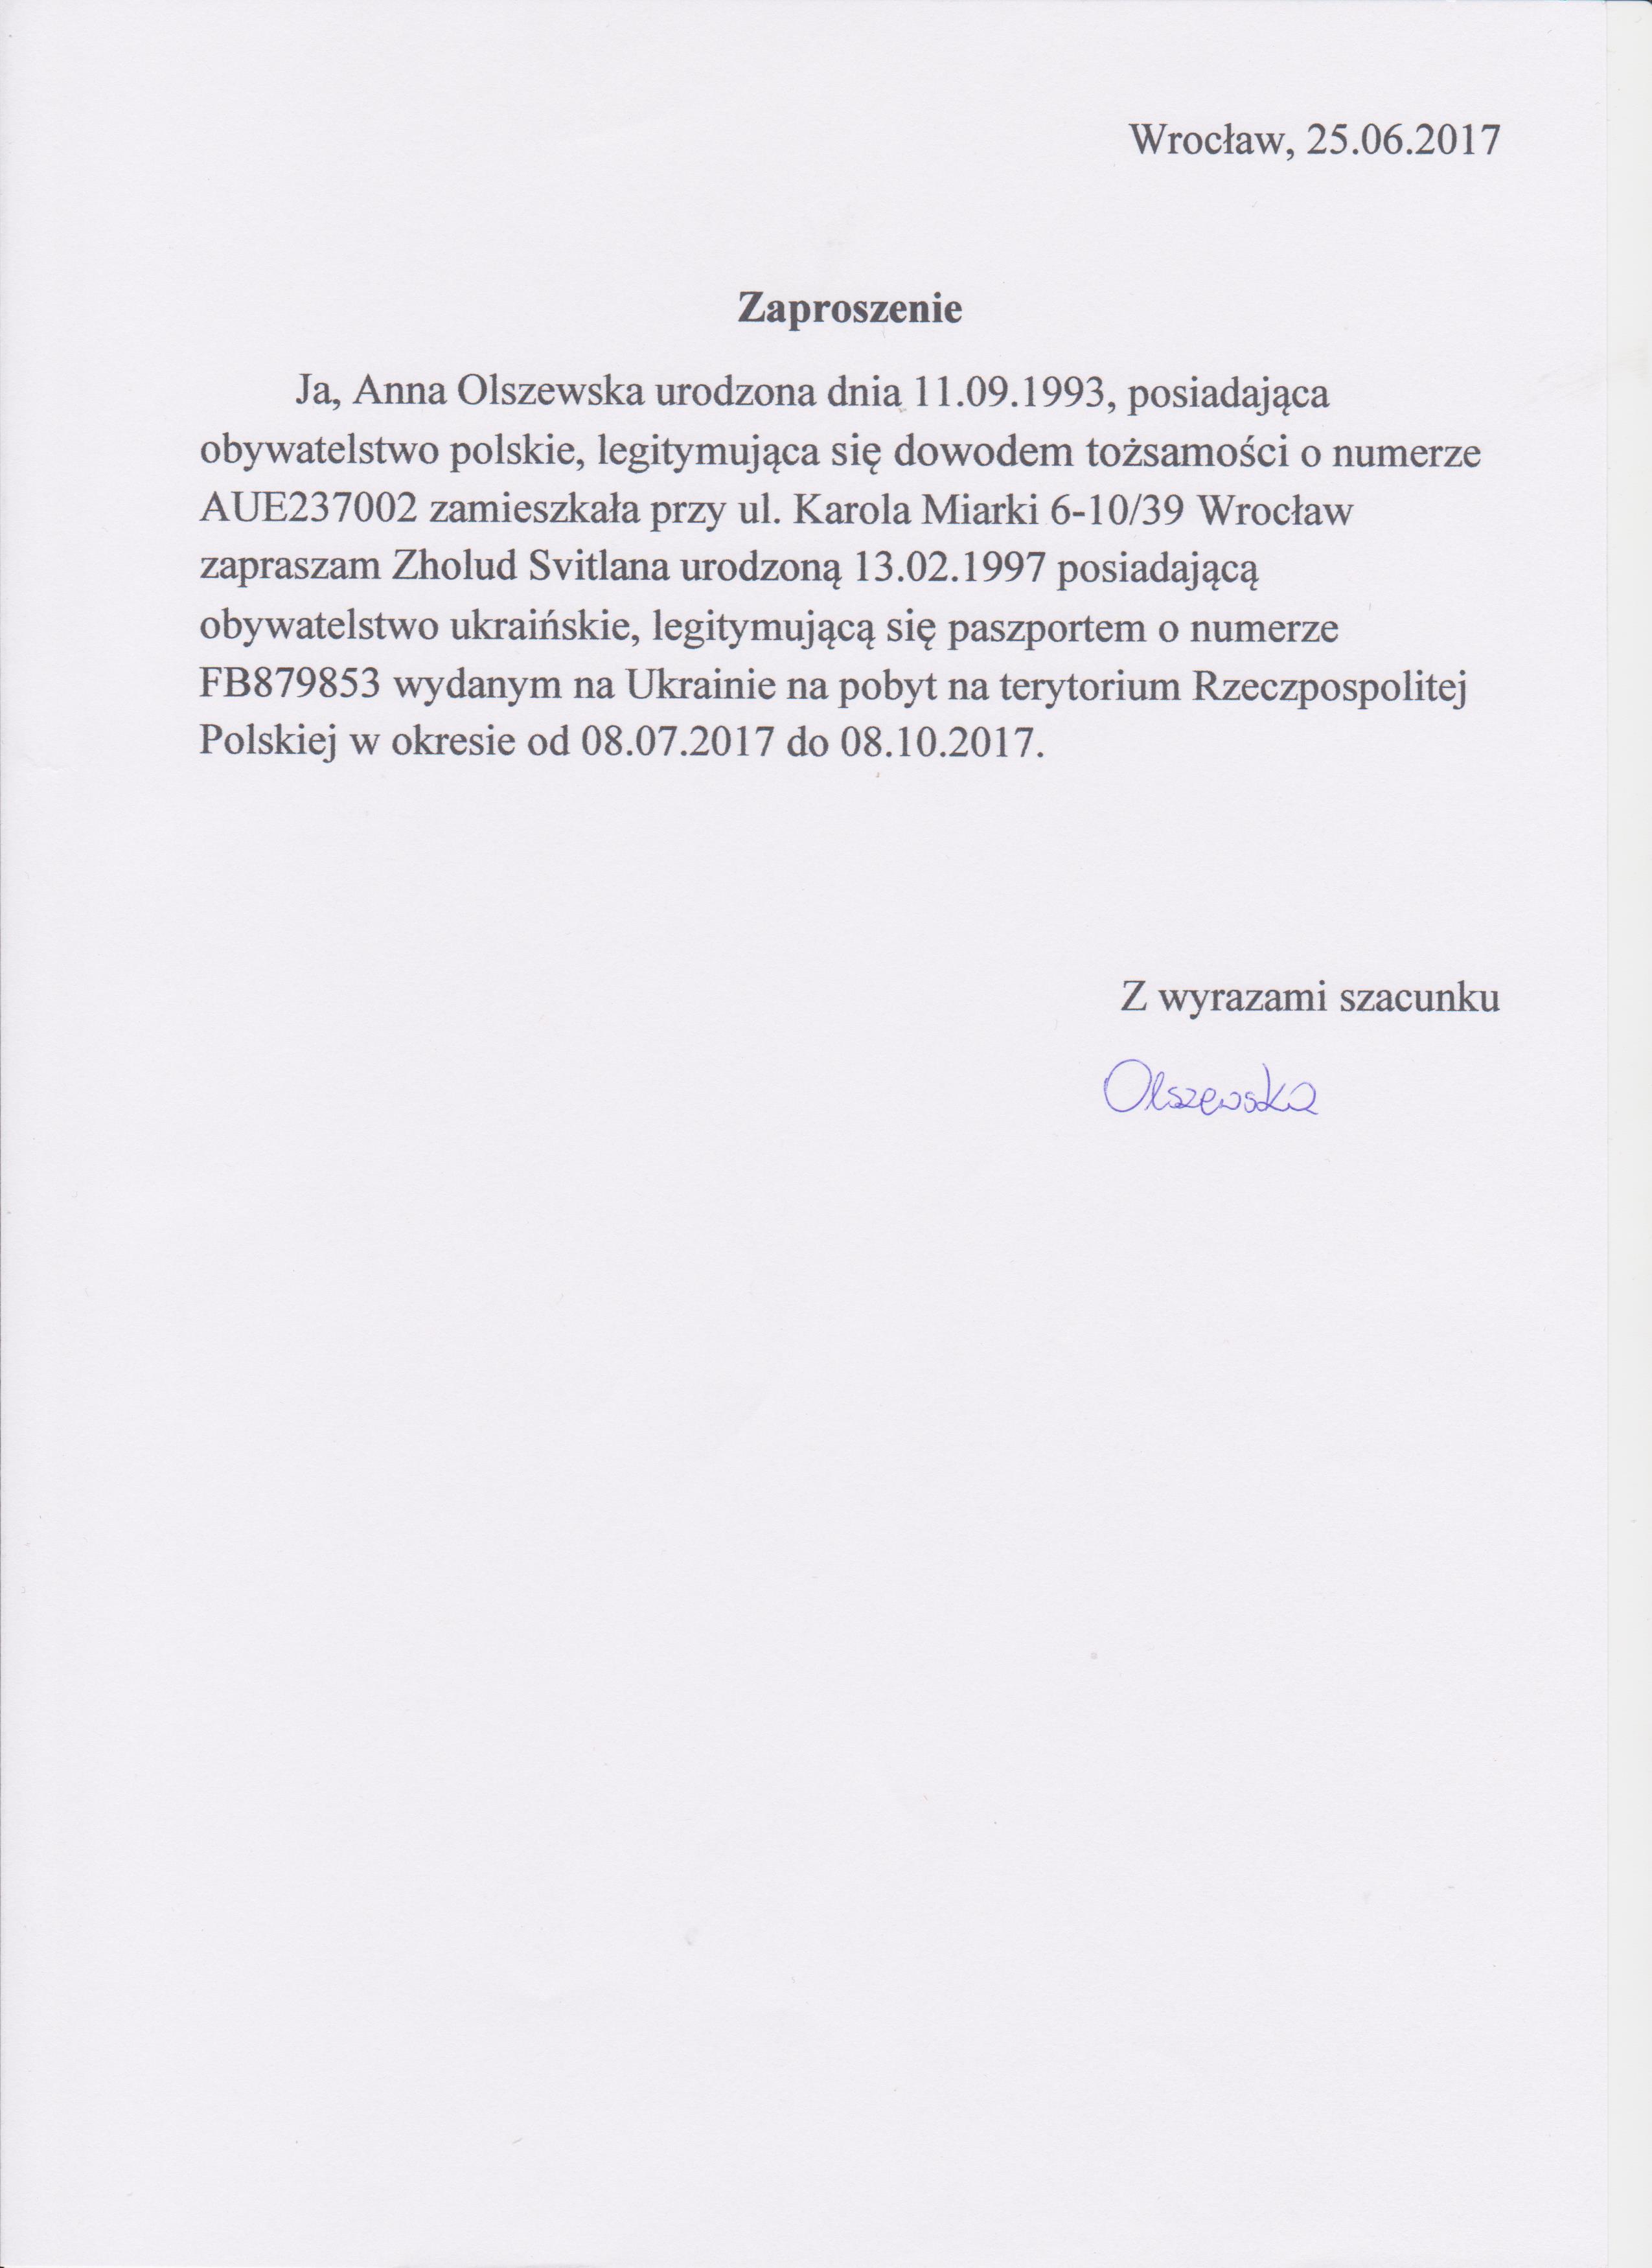 Wrocław, 25.06.2017
Zaproszenie
Ja, Anna Olszewska urodzona dnia 11.09.1993, posiadająca
obywatelstwo polskie, legitymująca się dowodem tożsamości o numerze
AUE237002 zamieszkała przy ul. Karola Miarki 6-10/39 Wrocław
zapraszam Zholud Svitlana urodzoną 13.02.1997 posiadającą
obywatelstwo ukraińskie, legitymującą się paszportem o numerze
FB879853 wydanym na Ukrainie na pobyt na terytorium Rzeczpospolitej
Polskiej w okresie od 08.07.2017 do 08.10.2017.
Z wyrazami szacunku
Olszewska